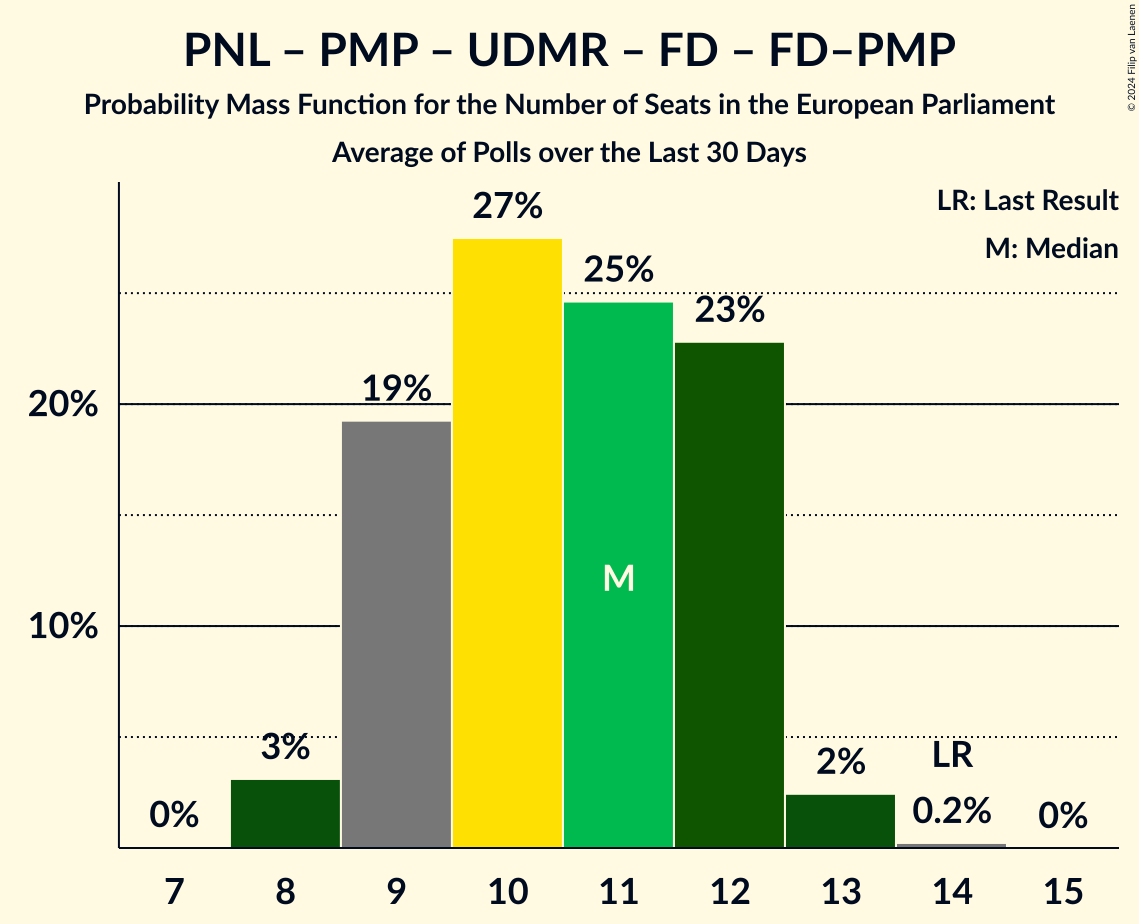 PNL – PMP – UDMR – FD – FD–PMP
Probability Mass Function for the Number of Seats in the European Parliament
Average of Polls over the Last 30 Days
© 2024 Filip van Laenen
LR: Last Result
M: Median
27%
25%
23%
19%
20%
M
10%
3%
2%
LR
0%
0.2%
0%
7 8 9 10 11 12 13 14 15